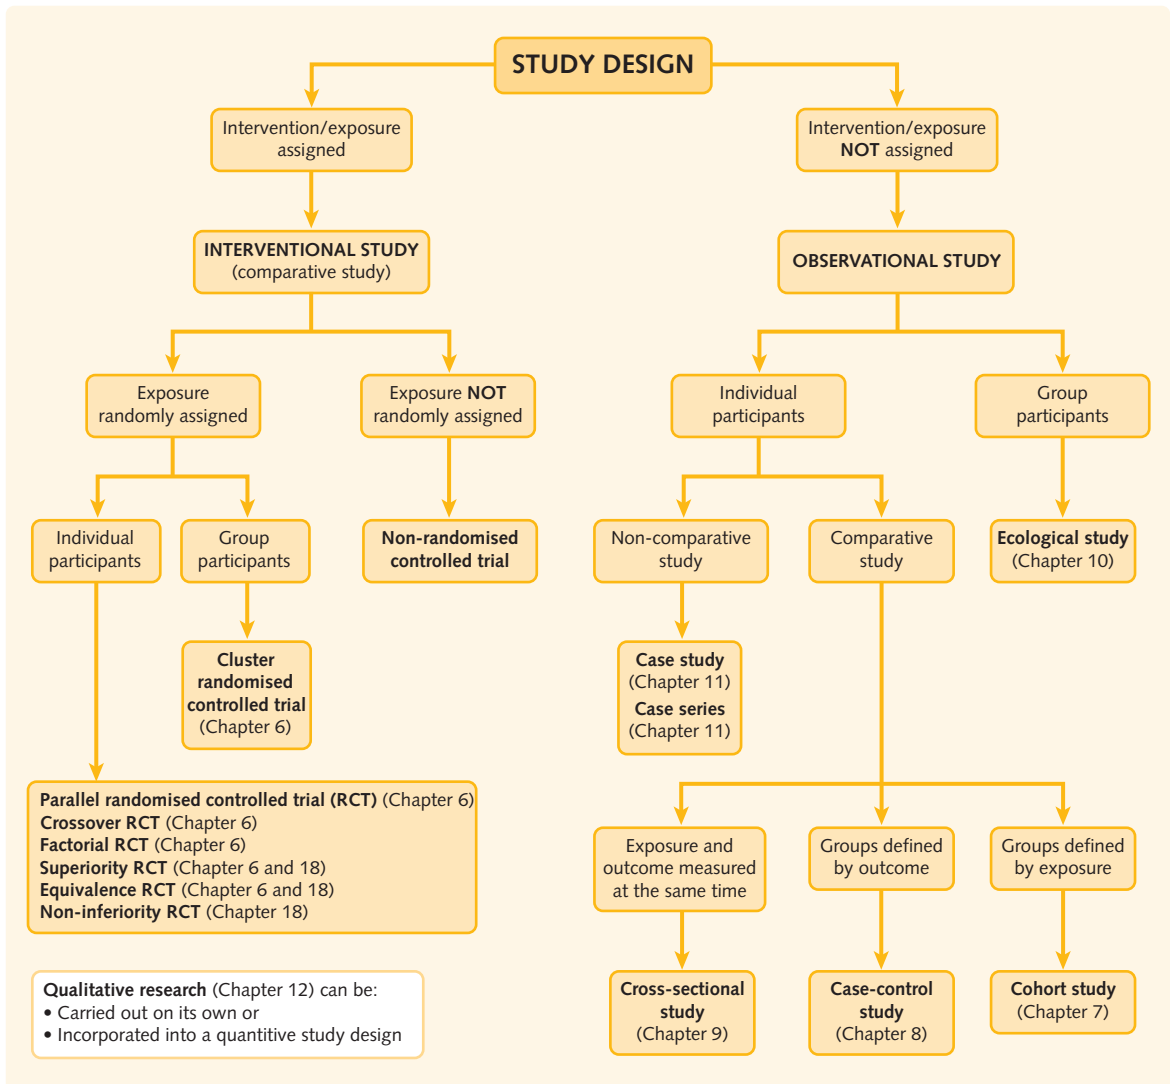 STUDY DESIGN
Intervention/exposure
assigned
Intervention/exposure
NOT assigned
INTERVENTIONAL STUDY
(comparative study)
OBSERVATIONAL STUDY
Exposure
randomly assigned
Exposure NOT
randomly assigned
Individual
participants
Group
participants
Individual
participants
Group
participants
Non-randomised
controlled trial
Non-comparative
study
Comparative
study
Ecological study
(Chapter 10)
Cluster
randomised
controlled trial
(Chapter 6)
Case study
(Chapter 11)
Case series
(Chapter 11)
Parallel randomised controlled trial (RCT) (Chapter 6)
Crossover RCT (Chapter 6)
Factorial RCT (Chapter 6)
Superiority RCT (Chapter 6 and 18)
Equivalence RCT (Chapter 6 and 18)
Non-inferiority RCT (Chapter 18)
Exposure and
outcome measured
at the same time
Groups defined
by outcome
Groups defined
by exposure
Cross-sectional
study
(Chapter 9)
Case-control
study
(Chapter 8)
Cohort study
(Chapter 7)
Qualitative research (Chapter 12) can be:
• Carried out on its own or
• Incorporated into a quantitive study design